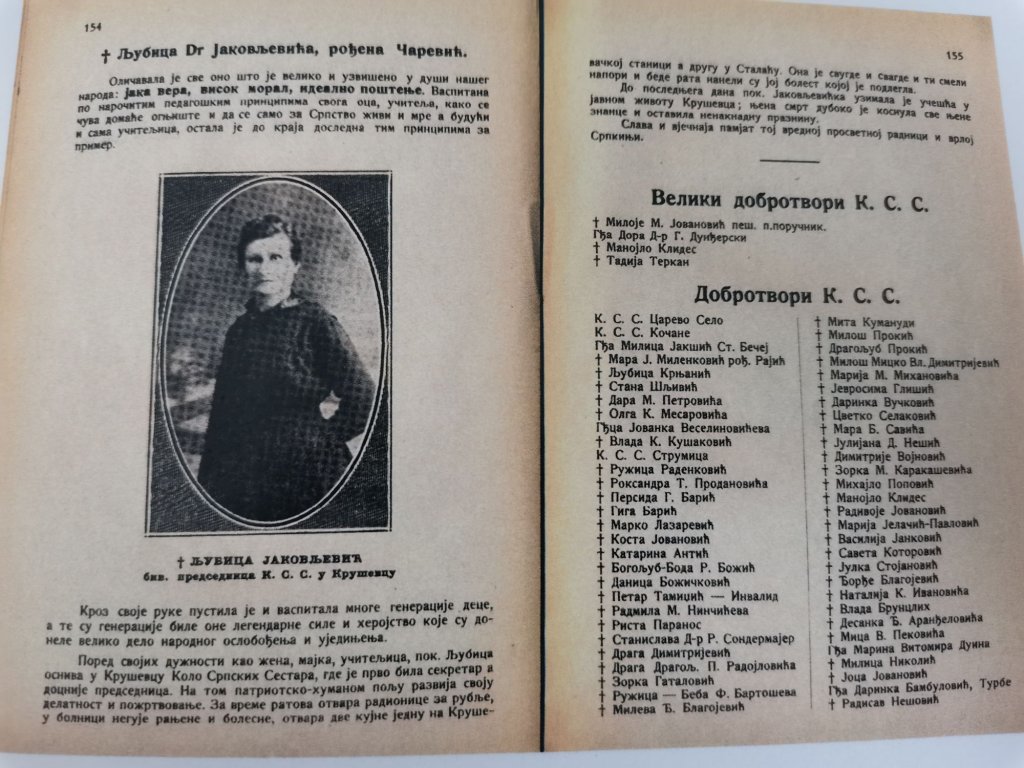 154
† Љубица Dr Јаковљевића, рођена Чаревић.
Оличавала је све оно што је велико и узвишено у души нашег
народа: јака вера, висок морал, идеално поштење. Васпитана
по нарочитим педагошким принципима свога оца, учитеља, како се
чува домаће огњиште и да се само за Српство живи и мре а будући
и сама учитељица, остала је до краја доследна тим принципима за
пример.
† ЉУБИЦА ЈАКОВЉЕВИЋ
бив. председница К. С. С. у Крушевцу
Кроз своје руке пустила је и васпитала многе генерације деце,
а те су генерације биле оне легендарне силе и херојство које су до-
неле велико дело народног ослобођења и уједињења.
Поред својих дужности као жена, мајка, учитељица, пок. Љубица
оснива у Крушевцу Коло Српских Сестара, где је прво била секретар а
доцније председница. На том патриотско-хуманом пољу развија своју
делатност и пожртвовање. За време ратова отвара радионице за рубље,
у болници негује рањене и болесне, отвара две кујне једну на Круше-
155
вачкој станици а другу у Сталаћу. Она је свугде и свагде и ти смели
напори и беде рата нанели су јој болест којој је подлегла.
До последњега дана пок. Јаковљевићка узимала је учешћа у
јавном животу Крушевца; њена смрт дубоко је коснула све њене
знанце и оставила ненакнадну празнину.
Слава и вјечнаја памјат тој вредној просветној радници и врлој
Српкињи.
Велики добротвори К. С. С.
† Милоје М. Јовановић пеш. п.поручник.
Гђа Дора Д-р Г. Дунђерски
† Манојло Клидес
† Тадија Теркан
Добротвори К. С. С.
К. С. С. Царево Село
К. С. С. Кочане
Гђа Милица Јакшић Ст. Бечеј
† Мара Ј. Миленковић рођ. Рајић
† Љубица Крњанић
† Стана Шљивић
† Дара М. Петровића
† Олга К. Месаровића
Гђца Јованка Веселиновићева
† Влада К. Кушаковић
К. С. С. Струмица
† Ружица Раденковић
† Роксандра Т. Продановића
† Персида Г. Барић
† Гига Барић
† Марко Лазаревић
† Коста Јовановић
† Катарина Антић
† Богољуб-Бода Р. Божић
† Даница Божичковић
† Петар Тамиџић — Инвалид
† Радмила М. Нинчићева
† Риста Паранос
† Станислава Д-р Р. Сондермајер
† Драга Димитријевић
† Драга Драгољ. П. Радојловића
† Зорка Гаталовић
† Ружица — Беба Ф. Бартошева
† Милева Ђ. Благојевић
† Мита Кумануди
† Милош Прокић
† Драгољуб Прокић
† Милош Мицко Вл. Димитријевић
† Марија М. Михановића
† Јевросима Глишић
† Даринка Вучковић
† Цветко Селаковић
† Мара Б. Савића
† Јулијана Д. Нешић
† Димитрије Војновић
† Зорка М. Каракашевића
† Михајло Поповић
† Манојло Клидес
† Радивоје Јовановић
† Марија Јелачић-Павловић
† Василија Јанковић
† Савета Которовић
† Јулка Стојановић
† Ђорђе Благојевић
† Наталија К. Ивановића
† Влада Брунцлих
† Десанка Ђ. Аранђеловића
† Мица В. Пековића
Гђа Марина Витомира Дуина
† Милица Николић
† Јоца Јовановић
Гђа Даринка Бамбуловић, Турбе
† Радисав Нешовић